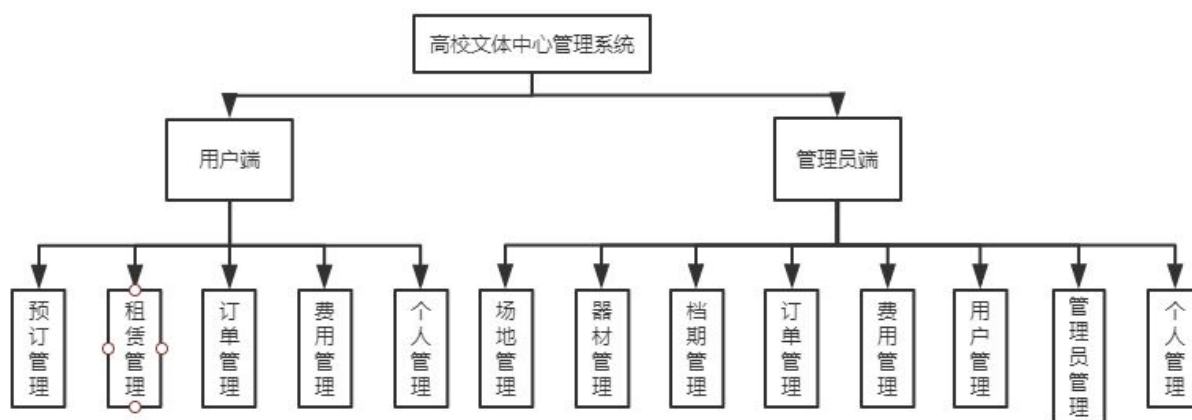 高校文体中心管理系统
用户端
管理员端
预订管理
租赁管理
订单管理
费用管理
个人管理
场地管理
器材管理
档期管理
订单管理
费用管理
用户管理
管理员管理
个人管理